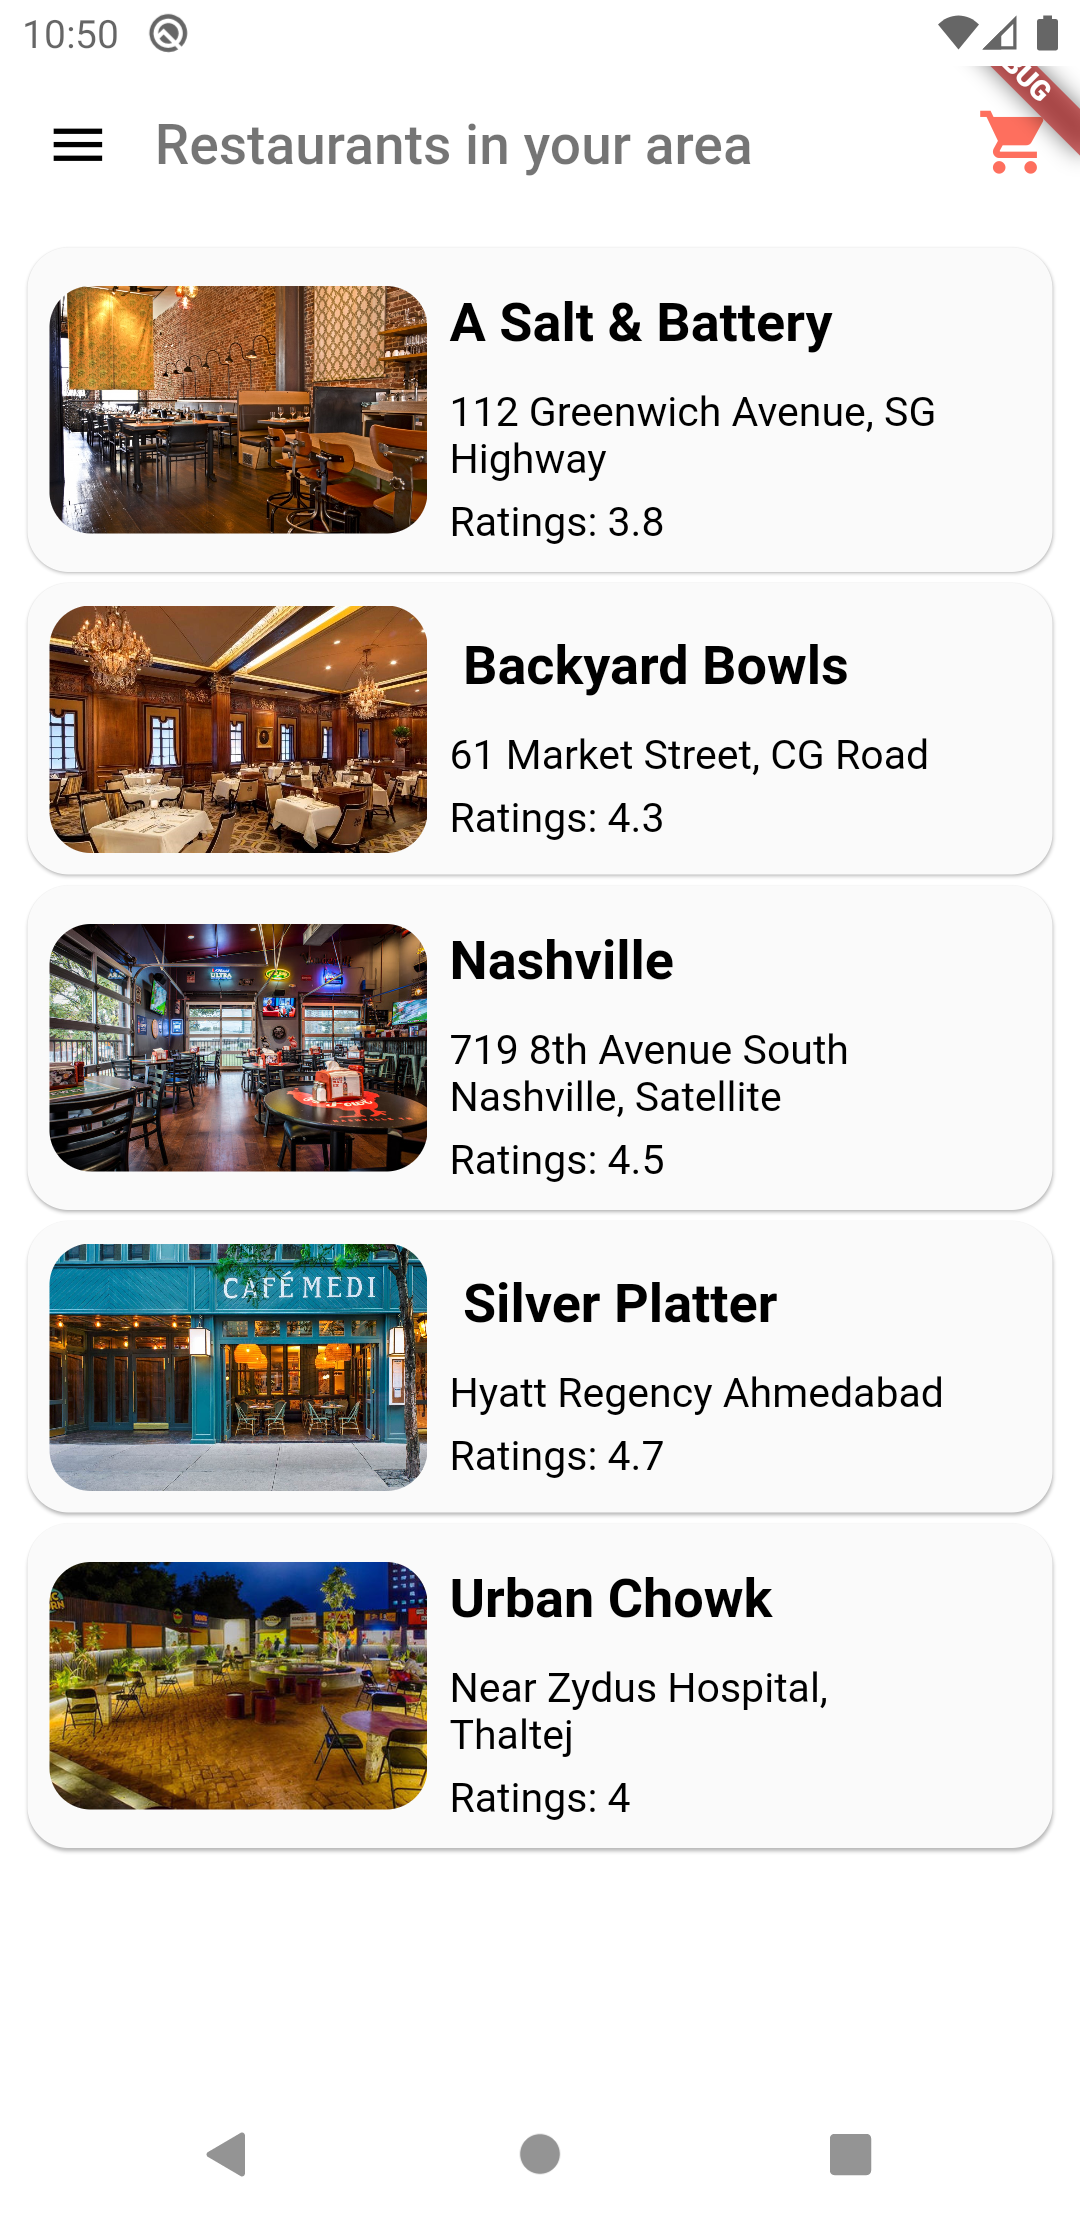 10:50
BUG
Restaurants in your area
A Salt & Battery
112 Greenwich Avenue, SG
Highway
Ratings: 3.8
Backyard Bowls
61 Market Street, CG Road
Ratings: 4.3
ULTRA
Nashville
719 8th Avenue South
Nashville, Satellite
Ratings: 4.5
CAFÉ MEDI
Silver Platter
Hyatt Regency Ahmedabad
Ratings: 4.7
Urban Chowk
Near Zydus Hospital,
Thaltej
Ratings: 4